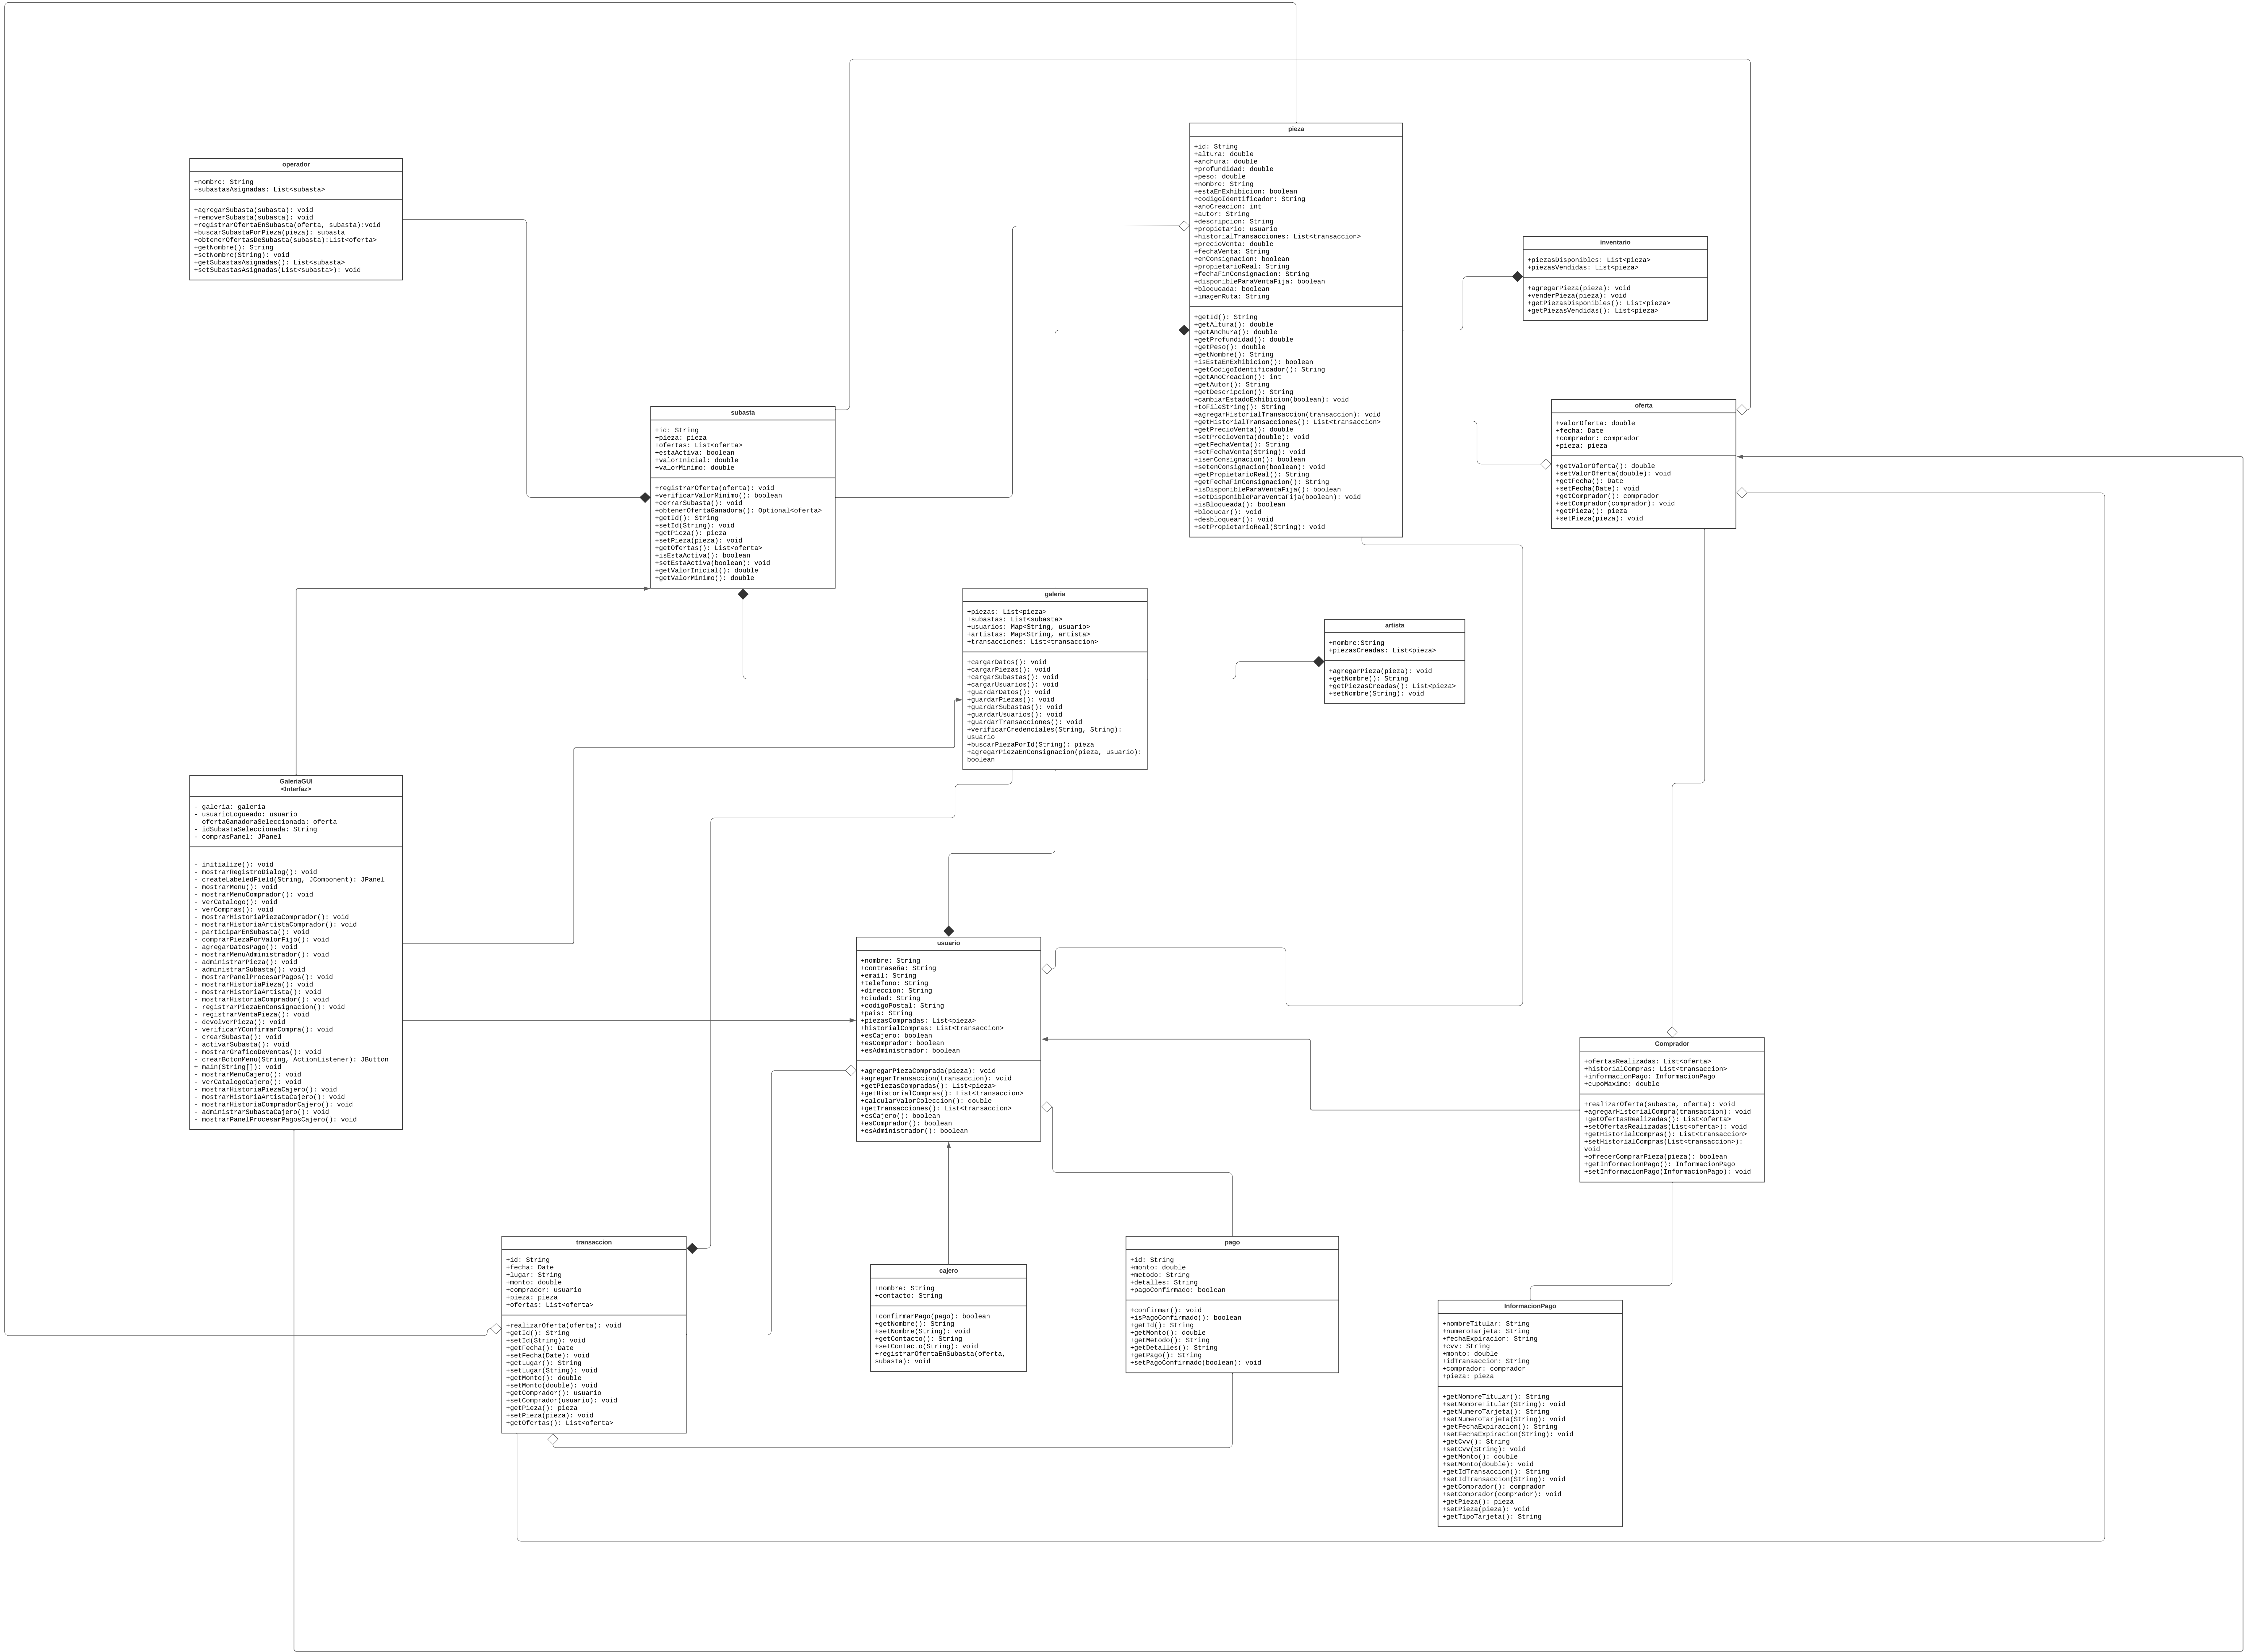 pieza
+id: String
+altura: double
+anchura: double
+profundidad: double
+peso: double
+nombre: String
+estaEnExhibicion: boolean
+codigoIdentificador: String
+anoCreacion: int
+autor: String
+descripcion: String
+propietario: usuario
+historialTransacciones: List<transaccion>
+precioVenta: double
+fechaVenta: String
+enConsignacion: boolean
+propietarioReal: String
+fechaFinConsignacion: String
+disponibleParaVentaFija: boolean
+bloqueada: boolean
+imagenRuta: String
+getId(): String
+getAltura(): double
+getAnchura(): double
+getProfundidad(): double
+getPeso(): double
+getNombre(): String
+isEstaEnExhibicion(): boolean
+getCodigoIdentificador(): String
+getAnoCreacion(): int
+getAutor(): String
+getDescripcion(): String
+cambiarEstadoExhibicion(boolean): void
+toFileString(): String
+agregarHistorialTransaccion(transaccion): void
+getHistorialTransacciones(): List<transaccion>
+getPrecioVenta(): double
+setPrecioVenta(double): void
+getFechaVenta(): String
+setFechaVenta(String): void
+isenConsignacion(): boolean
+setenConsignacion(boolean): void
+getPropietarioReal(): String
+getFechaFinConsignacion(): String
+isDisponibleParaVentaFija(): boolean
+setDisponibleParaVentaFija(boolean): void
+isBloqueada(): boolean
+bloquear(): void
+desbloquear(): void
+setPropietarioReal(String): void
operador
+nombre: String
+subastasAsignadas: List<subasta>
+agregarSubasta(subasta): void
+removerSubasta(subasta): void
+registrarOfertaEnSubasta(oferta, subasta):void
+buscarSubastaPorPieza(pieza): subasta
+obtenerOfertasDeSubasta(subasta):List<oferta>
+getNombre(): String
+setNombre(String): void
+getSubastasAsignadas(): List<subasta>
+setSubastasAsignadas(List<subasta>): void
inventario
+piezasDisponibles: List<pieza>
+piezasVendidas: List<pieza>
+agregarPieza(pieza): void
+venderPieza(pieza): void
+getPiezasDisponibles(): List<pieza>
+getPiezasVendidas(): List<pieza>
oferta
+valorOferta: double
+fecha: Date
+comprador: comprador
+pieza: pieza
+getValorOferta(): double
+setValorOferta(double): void
+getFecha(): Date
+setFecha(Date): void
+getComprador(): comprador
+setComprador(comprador): void
+getPieza(): pieza
+setPieza(pieza): void
subasta
+id: String
+pieza: pieza
+ofertas: List<oferta>
+estaActiva: boolean
+valorInicial: double
+valorMinimo: double
+registrarOferta(oferta): void
+verificarValorMinimo(): boolean
+cerrarSubasta(): void
+obtenerOfertaGanadora(): Optional<oferta>
+getId(): String
+setId(String): void
+getPieza(): pieza
+setPieza(pieza): void
+getOfertas(): List<oferta>
+isEstaActiva(): boolean
+setEstaActiva(boolean): void
+getValorInicial(): double
+getValorMinimo(): double
galeria
+piezas: List<pieza>
+subastas: List<subasta>
+usuarios: Map<String, usuario>
+artistas: Map<String, artista>
+transacciones: List<transaccion>
+cargarDatos(): void
+cargarPiezas(): void
+cargarSubastas(): void
+cargarUsuarios(): void
+guardarDatos(): void
+guardarPiezas(): void
+guardarSubastas(): void
+guardarUsuarios(): void
+guardarTransacciones(): void
+verificarCredenciales(String, String):
usuario
+buscarPiezaPorId(String): pieza
+agregarPiezaEnConsignacion(pieza, usuario):
boolean
artista
+nombre:String
+piezasCreadas: List<pieza>
+agregarPieza(pieza): void
+getNombre(): String
+getPiezasCreadas(): List<pieza>
+setNombre(String): void
GaleriaGUI
<Interfaz>
- galeria: galeria
- usuarioLogueado: usuario
- ofertaGanadoraSeleccionada: oferta
- idSubastaSeleccionada: String
- comprasPanel: JPanel
- initialize(): void
- mostrarRegistroDialog(): void
- createLabeledField(String, JComponent): JPanel
- mostrarMenu(): void
- mostrarMenuComprador(): void
- verCatalogo(): void
- verCompras(): void
- mostrarHistoriaPiezaComprador(): void
- mostrarHistoriaArtistaComprador(): void
- participarEnSubasta(): void
- comprarPiezaPorValorFijo(): void
- agregarDatosPago(): void
- mostrarMenuAdministrador(): void
- administrarPieza(): void
- administrarSubasta(): void
- mostrarPanelProcesarPagos(): void
- mostrarHistoriaPieza(): void
- mostrarHistoriaArtista(): void
- mostrarHistoriaComprador(): void
- registrarPiezaEnConsignacion(): void
- registrarVentaPieza(): void
- devolverPieza(): void
- verificarYConfirmarCompra(): void
- crearSubasta(): void
- activarSubasta(): void
- mostrarGraficoDeVentas(): void
- crearBotonMenu(String, ActionListener): JButton
+ main(String[]): void
- mostrarMenuCajero(): void
- verCatalogoCajero(): void
- mostrarHistoriaPiezaCajero(): void
- mostrarHistoriaArtistaCajero(): void
- mostrarHistoriaCompradorCajero(): void
- administrarSubastaCajero(): void
- mostrarPanelProcesarPagosCajero(): void
usuario
+nombre: String
+contraseña: String
+email: String
+telefono: String
+direccion: String
+ciudad: String
+codigoPostal: String
+pais: String
+piezasCompradas: List<pieza>
+historialCompras: List<transaccion>
+esCajero: boolean
+esComprador: boolean
+esAdministrador: boolean
+agregarPiezaComprada(pieza): void
+agregarTransaccion(transaccion): void
+getPiezasCompradas(): List<pieza>
+getHistorialCompras(): List<transaccion>
+calcularValorColeccion(): double
+getTransacciones(): List<transaccion>
+esCajero(): boolean
+esComprador(): boolean
+esAdministrador(): boolean
Comprador
+ofertasRealizadas: List<oferta>
+historialCompras: List<transaccion>
+informacionPago: InformacionPago
+cupoMaximo: double
+realizarOferta(subasta, oferta): void
+agregarHistorialCompra(transaccion): void
+getOfertasRealizadas(): List<oferta>
+setOfertasRealizadas(List<oferta>): void
+getHistorialCompras(): List<transaccion>
+setHistorialCompras(List<transaccion>):
void
+ofrecerComprarPieza(pieza): boolean
+getInformacionPago(): InformacionPago
+setInformacionPago(InformacionPago): void
transaccion
+id: String
+fecha: Date
+lugar: String
+monto: double
+comprador: usuario
+pieza: pieza
+ofertas: List<oferta>
+realizarOferta(oferta): void
+getId(): String
+setId(String): void
+getFecha(): Date
+setFecha(Date): void
+getLugar(): String
+setLugar(String): void
+getMonto(): double
+setMonto(double): void
+getComprador(): usuario
+setComprador(usuario): void
+getPieza(): pieza
+setPieza(pieza): void
+getOfertas(): List<oferta>
cajero
+nombre: String
+contacto: String
+confirmarPago(pago): boolean
+getNombre(): String
+setNombre(String): void
+getContacto(): String
+setContacto(String): void
+registrarOfertaEnSubasta(oferta,
subasta): void
pago
+id: String
+monto: double
+metodo: String
+detalles: String
+pagoConfirmado: boolean
+confirmar(): void
+isPagoConfirmado(): boolean
+getId(): String
+getMonto(): double
+getMetodo(): String
+getDetalles(): String
+getPago(): String
+setPagoConfirmado(boolean): void
InformacionPago
+nombreTitular: String
+numeroTarjeta: String
+fechaExpiracion: String
+cvv: String
+monto: double
+idTransaccion: String
+comprador: comprador
+pieza: pieza
+getNombreTitular(): String
+setNombreTitular(String): void
+getNumeroTarjeta(): String
+setNumeroTarjeta(String): void
+getFechaExpiracion(): String
+setFechaExpiracion(String): void
+getCvv(): String
+setCvv(String): void
+getMonto(): double
+setMonto(double): void
+getIdTransaccion(): String
+setIdTransaccion(String): void
+getComprador(): comprador
+setComprador(comprador): void
+getPieza(): pieza
+setPieza(pieza): void
+getTipoTarjeta(): String